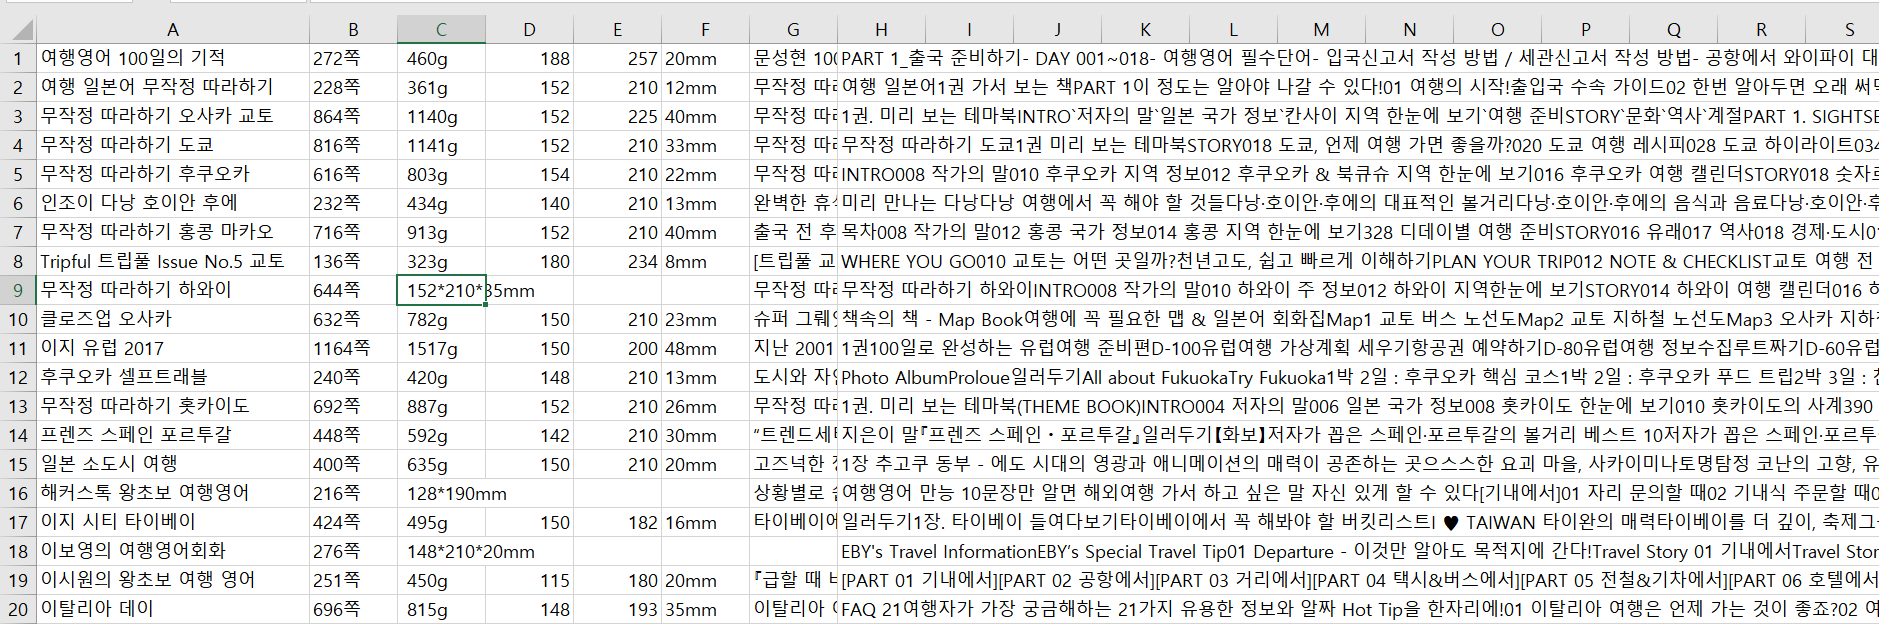 A B C D E F G H I J K L M N O P Q R S
1 여행영어 100일의 기적 272쪽 460g 188 257 20mm 문성현 100 PART 1_출국 준비하기- DAY 001~018- 여행영어 필수단어- 입국신고서 작성 방법 / 세관신고서 작성 방법- 공항에서 와이파이 대
2 여행 일본어 무작정 따라하기 228쪽 361g 152 210 12mm 무작정 따라 여행 일본어1권 가서 보는 책PART 1이 정도는 알아야 나갈 수 있다!01 여행의 시작!출입국 수속 가이드02 한번 알아두면 오래 써먹
3 무작정 따라하기 오사카 교토 864쪽 1140g 152 225 40mm 무작정 따라 1권. 미리 보는 테마북INTRO`저자의 말`일본 국가 정보`칸사이 지역 한눈에 보기`여행 준비STORY`문화`역사`계절PART 1. SIGHTSE
4 무작정 따라하기 도쿄 816쪽 1141g 152 210 33mm 무작정 따라 무작정 따라하기 도쿄1권 미리 보는 테마북STORY018 도쿄, 언제 여행 가면 좋을까?020 도쿄 여행 레시피028 도쿄 하이라이트034
5 무작정 따라하기 후쿠오카 616쪽 803g 154 210 22mm 무작정 따라 INTRO008 작가의 말010 후쿠오카 지역 정보012 후쿠오카 & 북큐슈 지역 한눈에 보기016 후쿠오카 여행 캘린더STORY018 숫자로
6 인조이 다낭 호이안 후에 232쪽 434g 140 210 13mm 완벽한 휴식 미리 만나는 다낭다낭 여행에서 꼭 해야 할 것들다낭·호이안·후에의 대표적인 볼거리다낭·호이안·후에의 음식과 음료다낭·호이안·후
7 무작정 따라하기 홍콩 마카오 716쪽 913g 152 210 40mm 출국 전 후 목차008 작가의 말012 홍콩 국가 정보014 홍콩 지역 한눈에 보기328 디데이별 여행 준비STORY016 유래017 역사018 경제·도시01
8 Tripful 트립풀 Issue No.5 교토 136쪽 323g 180 234 8mm [트립풀 교 WHERE YOU GO010 교토는 어떤 곳일까?천년고도, 쉽고 빠르게 이해하기PLAN YOUR TRIP012 NOTE & CHECKLIST교토 여행 전
9 무작정 따라하기 하와이 644쪽 152*210*35mm 무작정 따라 무작정 따라하기 하와이INTRO008 작가의 말010 하와이 주 정보012 하와이 지역한눈에 보기STORY014 하와이 여행 캘린더016 하
10 클로즈업 오사카 632쪽 782g 150 210 23mm 슈퍼 그뤠잇 책속의 책 - Map Book여행에 꼭 필요한 맵 & 일본어 회화집Map1 교토 버스 노선도Map2 교토 지하철 노선도Map3 오사카 지하철
11 이지 유럽 2017 1164쪽 1517g 150 200 48mm 지난 2001 1권100일로 완성하는 유럽여행 준비편D-100유럽여행 가상계획 세우기항공권 예약하기D-80유럽여행 정보수집루트짜기D-60유럽
12 후쿠오카 셀프트래블 240쪽 420g 148 210 13mm 도시와 자연 Photo AlbumProloue일러두기All about FukuokaTry Fukuoka1박 2일 : 후쿠오카 핵심 코스1박 2일 : 후쿠오카 푸드 트립2박 3일 :
13 무작정 따라하기 홋카이도 692쪽 887g 152 210 26mm 무작정 따라 1권. 미리 보는 테마북(THEME BOOK)INTRO004 저자의 말006 일본 국가 정보008 홋카이도 한눈에 보기010 홋카이도의 사계390
14 프렌즈 스페인 포르투갈 448쪽 592g 142 210 30mm “트렌드세터 지은이 말『프렌즈 스페인·포르투갈』일러두기【화보】저자가 꼽은 스페인·포르투갈의 볼거리 베스트 10저자가 꼽은 스페인·포르투
15 일본 소도시 여행 400쪽 635g 150 210 20mm 고즈넉한 정 1장 추고쿠 동부 - 에도 시대의 영광과 애니메이션의 매력이 공존하는 곳으스스한 요괴 마을, 사카이미나토명탐정 코난의 고향, 유
16 해커스톡 왕초보 여행영어 216쪽 128*190mm 상황별로 여행영어 만능 10문장만 알면 해외여행 가서 하고 싶은 말 자신 있게 할 수 있다[기내에서]01 자리 문의할 때02 기내식 주문할 때0
17 이지 시티 타이베이 424쪽 495g 150 182 16mm 타이베이에 일러두기1장. 타이베이 들여다보기타이베이에서 꼭 해봐야 할 버킷리스트I ♥ TAIWAN 타이완의 매력타이베이를 더 깊이, 축제그
18 이보영의 여행영어회화 276쪽 148*210*20mm EBY's Travel InformationEBY’s Special Travel Tip01 Departure - 이것만 알아도 목적지에 간다!Travel Story 01 기내에서Travel Stor
19 이시원의 왕초보 여행 영어 251쪽 450g 115 180 20mm 『급할 때 [PART 01 기내에서][PART 02 공항에서][PART 03 거리에서][PART 04 택시&버스에서][PART 05 전철&기차에서][PART 06 호텔에서
20 이탈리아 데이 696쪽 815g 148 193 35mm 이탈리아 FAQ 21여행자가 가장 궁금해하는 21가지 유용한 정보와 알짜 Hot Tip을 한자리에!01 이탈리아 여행은 언제 가는 것이 좋죠?02 여